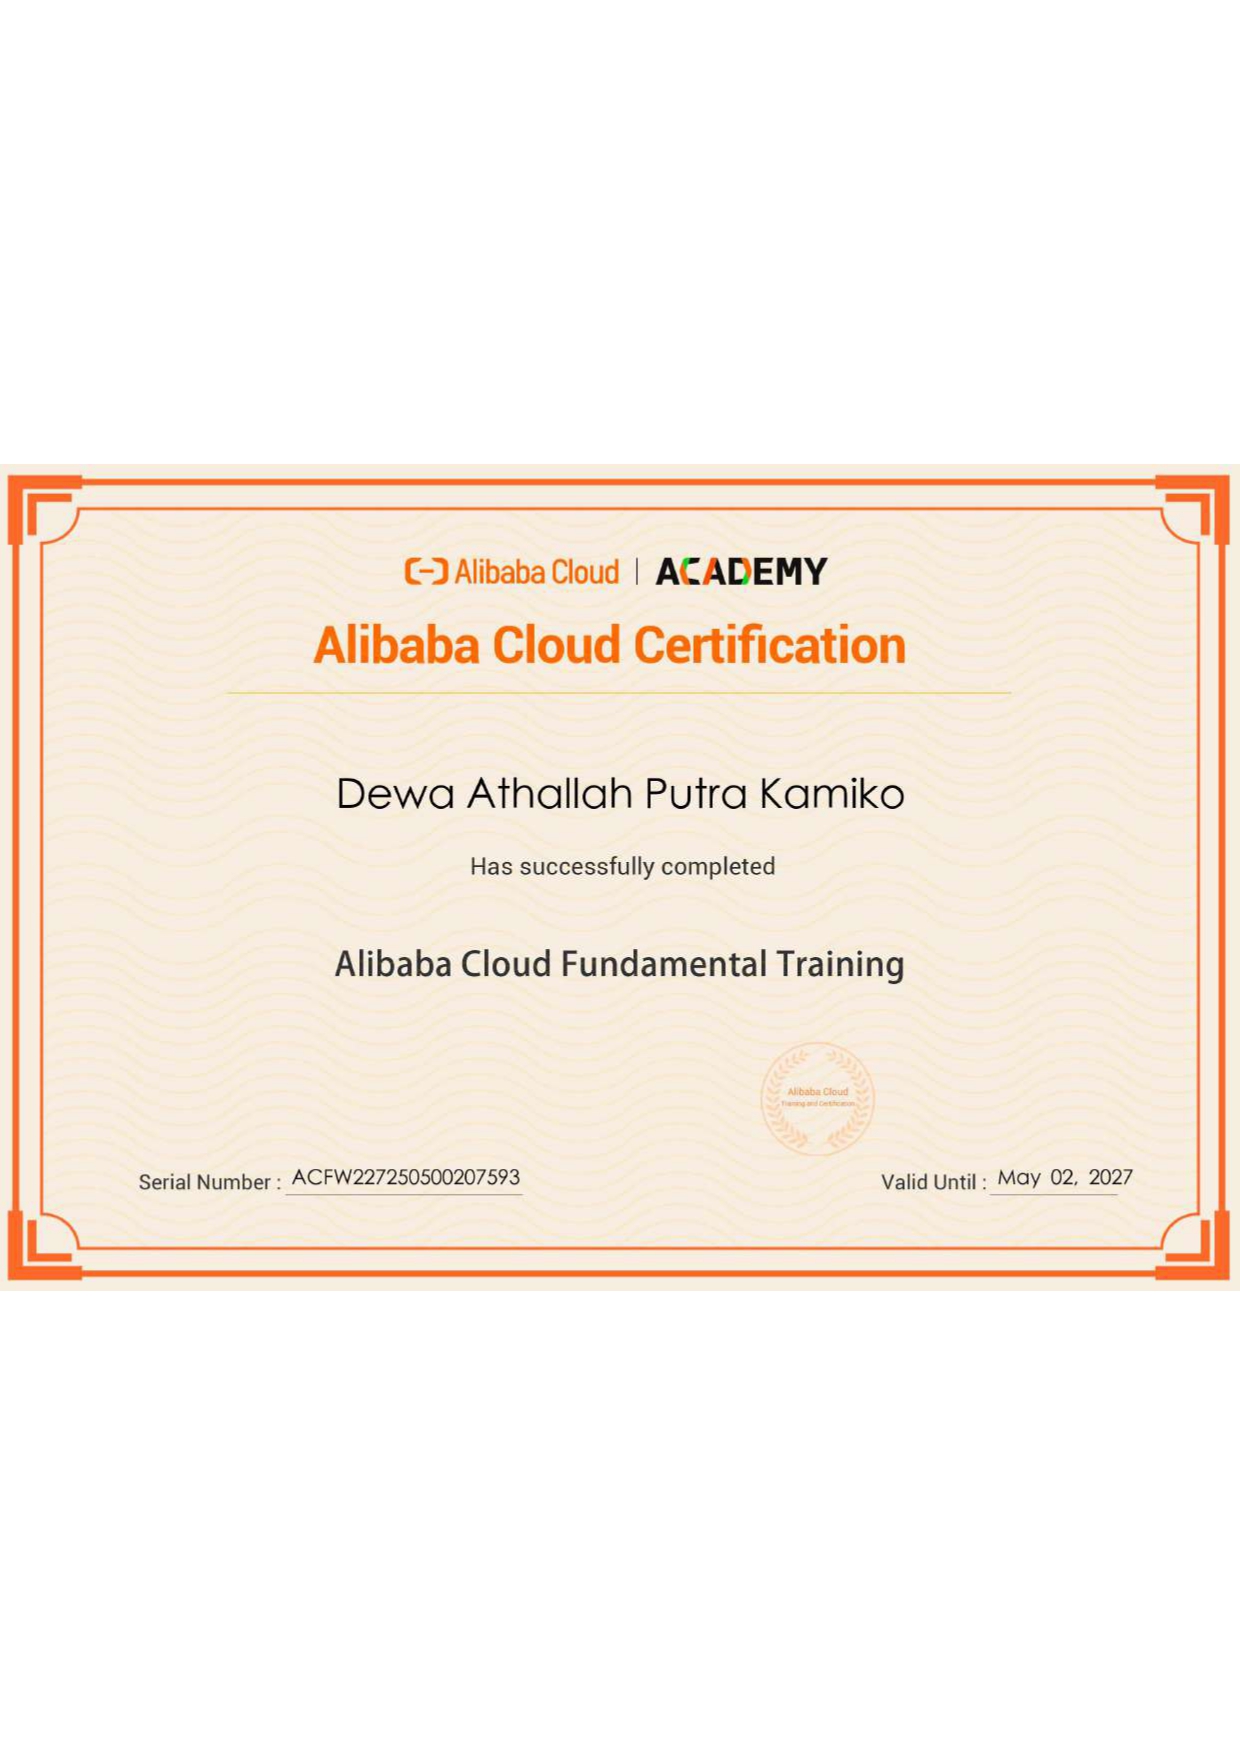 Alibaba Cloud | ACADEMY
Alibaba Cloud Certification
Dewa Athallah Putra Kamiko
Has successfully completed
Alibaba Cloud Fundamental Training
Alibaba Cloud
Training and Certification
Serial Number : ACFW227250500207593
Valid Until : May 02, 2027